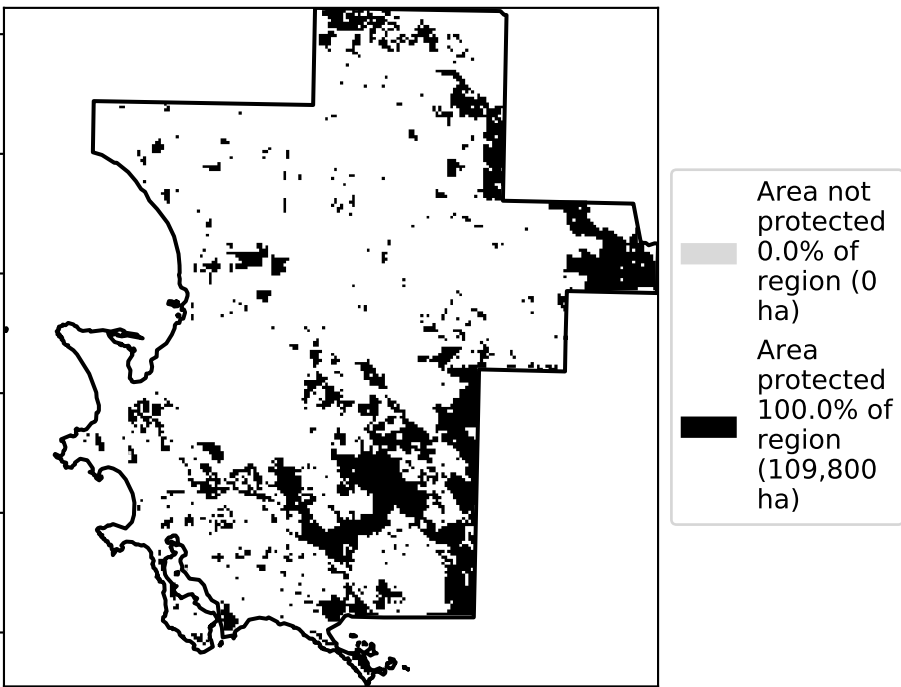 Area not
protected
0.0% of
region (0
ha)
Area
protected
100.0% of
region
(109,800
ha)